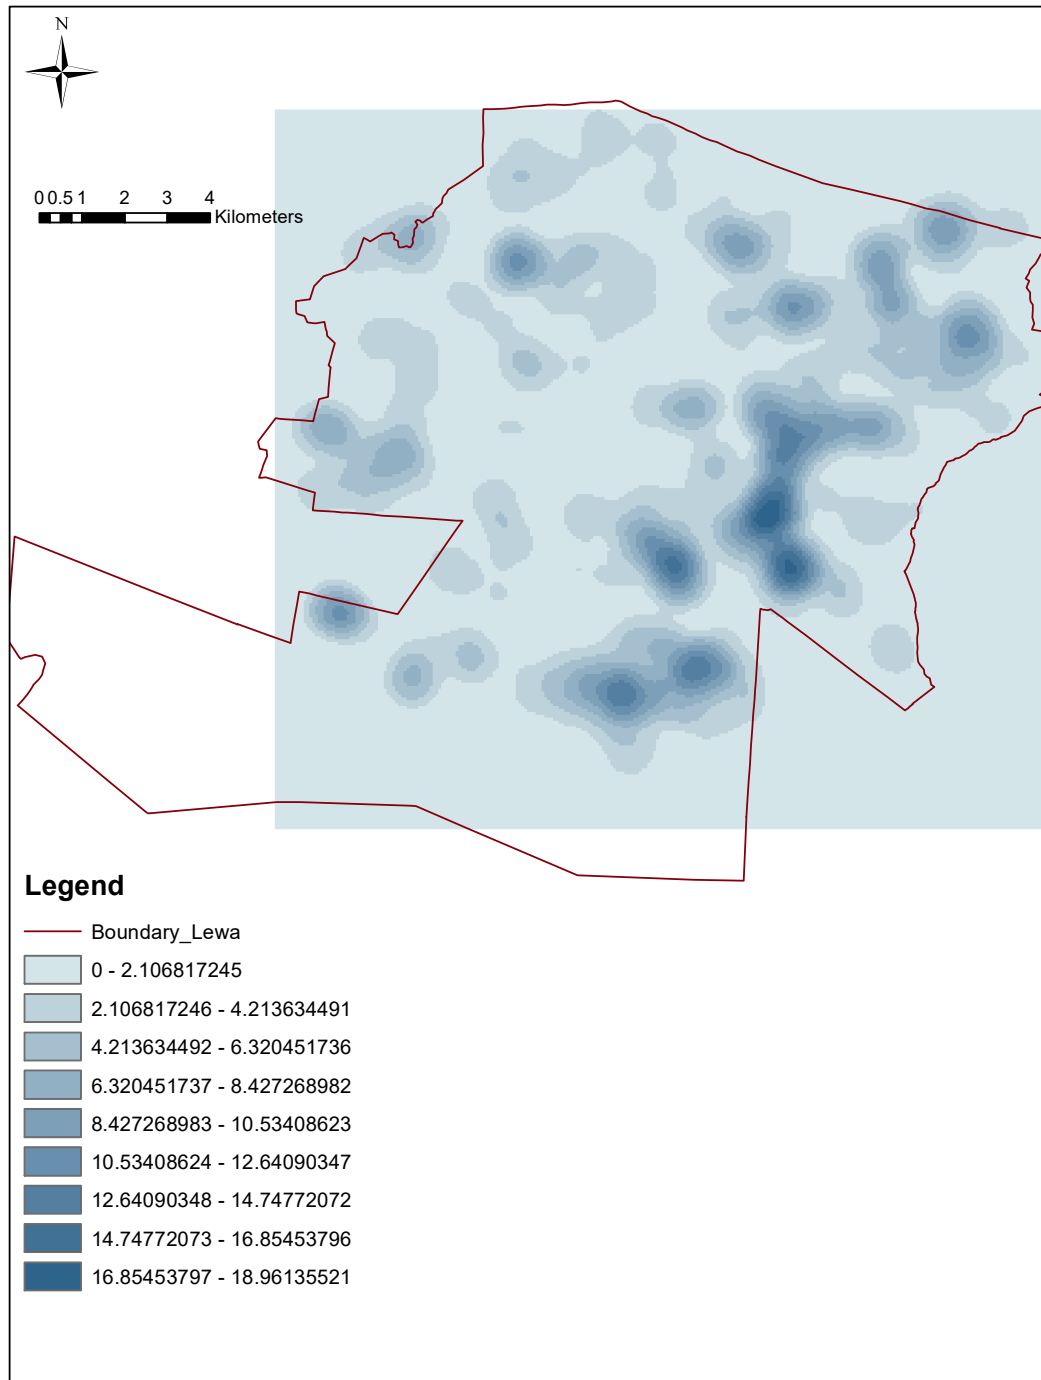 N
0 0.5 1 2 3 4
Kilometers
Legend
Boundary_Lewa
0 - 2.106817245
2.106817246 - 4.213634491
4.213634492 - 6.320451736
6.320451737 - 8.427268982
8.427268983 - 10.53408623
10.53408624 - 12.64090347
12.64090348 - 14.74772072
14.74772073 - 16.85453796
16.85453797 - 18.96135521